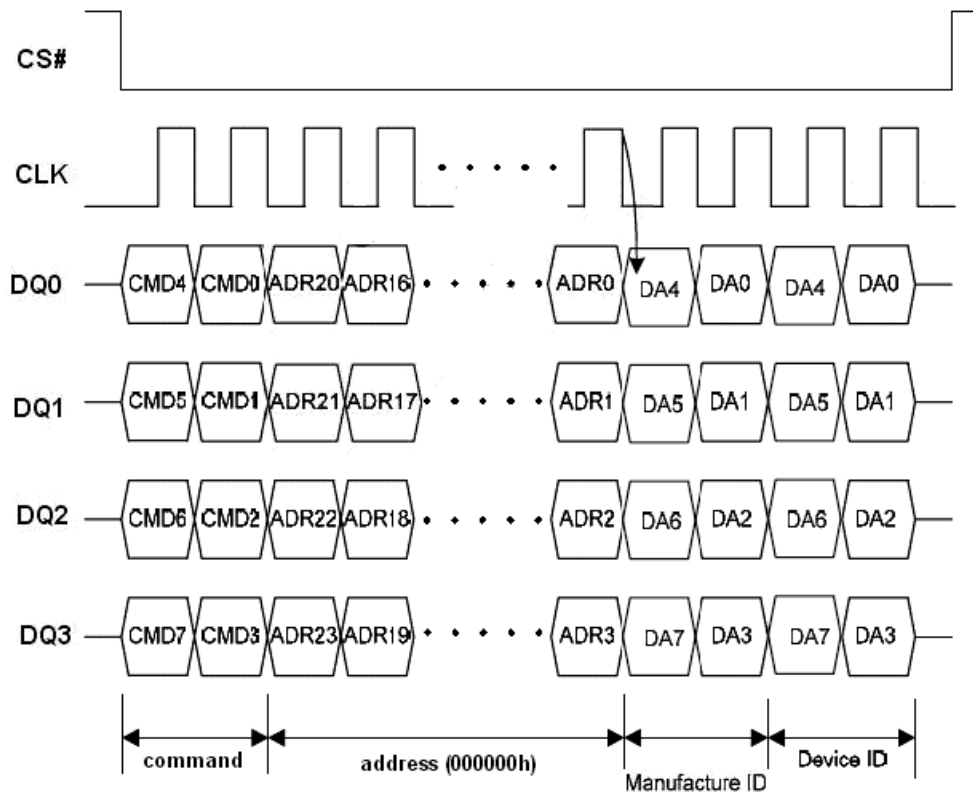 CS#
CLK
DQ0 CMD4 CMD0 ADR20 ADR16 ADR0 DA4 DA0 DA4 DA0
DQ1 CMD5 CMD1 ADR21 ADR17 ADR1 DA5 DA1 DA5 DA1
DQ2 CMD6 CMD2 ADR22 ADR18 ADR2 DA6 DA2 DA6 DA2
DQ3 CMD7 CMD3 ADR23 ADR19 ADR3 DA7 DA3 DA7 DA3
command address (000000h) Manufacture ID Device ID